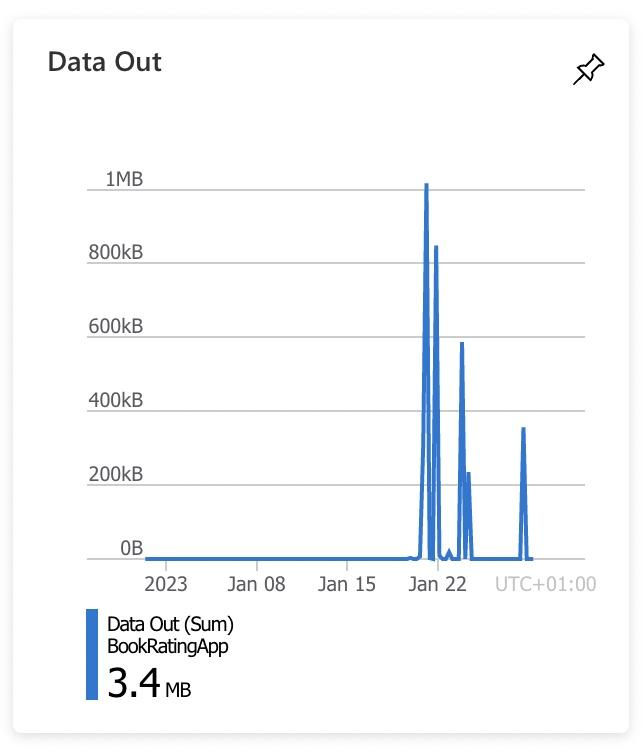 Data Out
1MB
800kB
600kB
400kB
200kB
0B
2023 Jan 08 Jan 15 Jan 22 UTC+01:00
Data Out (Sum)
BookRatingApp
3.4 MB